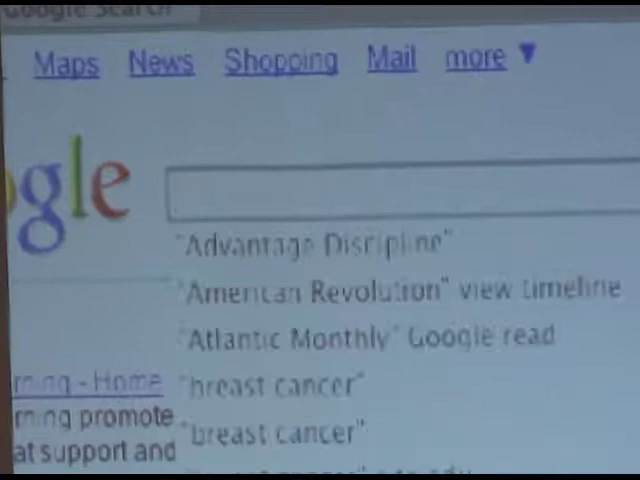 Google Search
Maps News Shopping Mail more ▼
ogle
"Advantage Discipline"
"American Revolution" view timeline
"Atlantic Monthly" Google read
rning - Home
"breast cancer"
rning promote
"breast cancer"
at support and